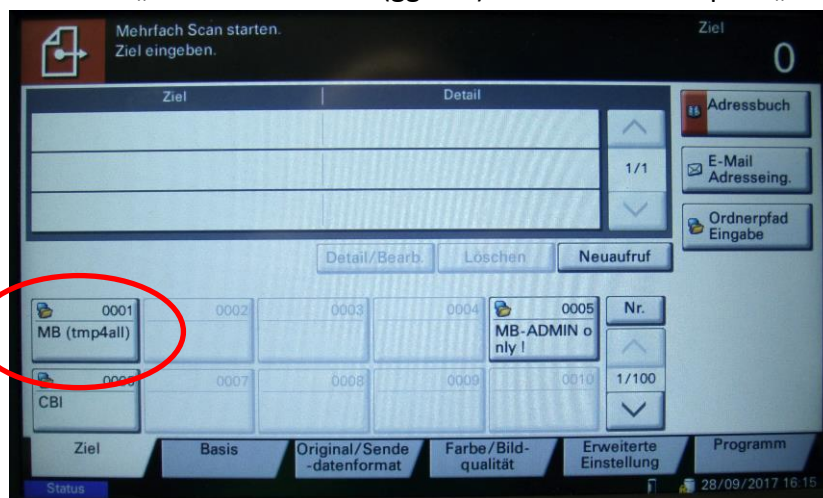 Mehrfach Scan starten.
Ziel eingeben.
Ziel
0
Ziel
Detail
Adressbuch
1/1
E-Mail
Adresseing.
Ordnerpfad
Eingabe
Detail/Bearb.
Löschen
Neuaufruf
0001
MB (tmp4all)
0002
0003
0004
0005
MB-ADMIN o
nly !
Nr.
CBI
0007
0008
0009
0010
1/100
Ziel
Basis
Original/Sende
-datenformat
Farbe/Bild-
qualität
Erweiterte
Einstellung
Programm
Status
28/09/2017 16:15